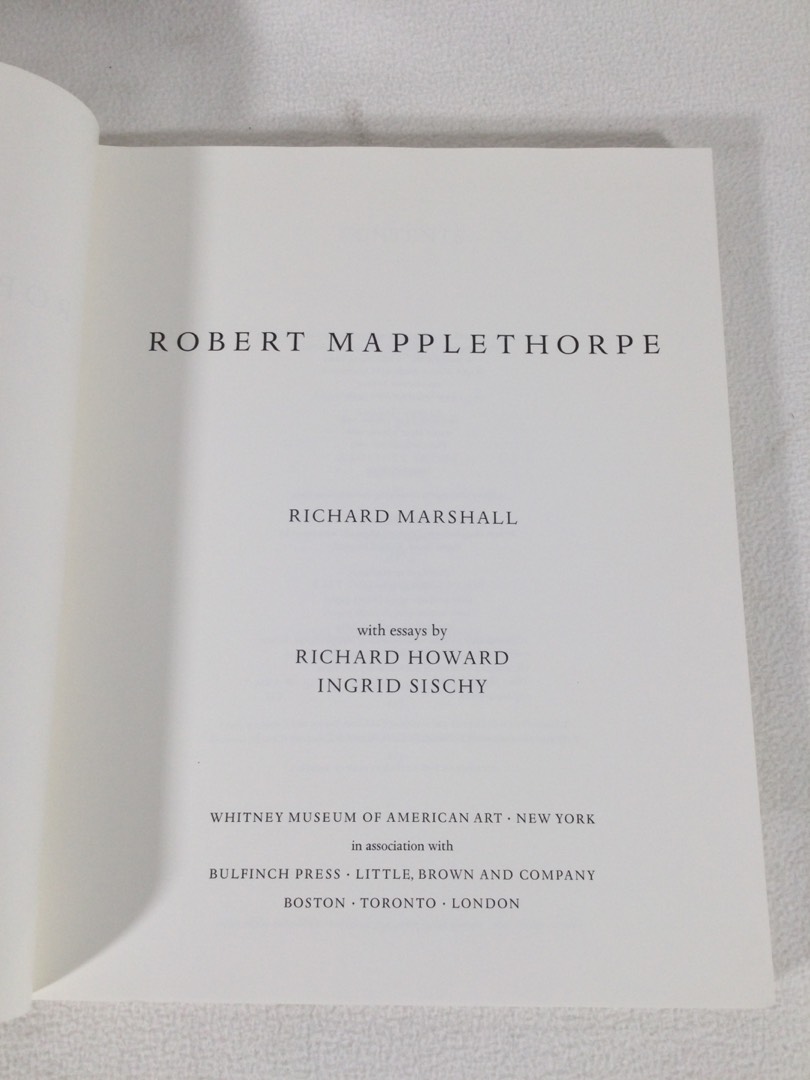 ROBERT MAPPLETHORPE
RICHARD MARSHALL
with essays by
RICHARD HOWARD
INGRID SISCHY
WHITNEY MUSEUM OF AMERICAN ART · NEW YORK
in association with
BULFINCH PRESS · LITTLE, BROWN AND COMPANY
BOSTON · TORONTO · LONDON